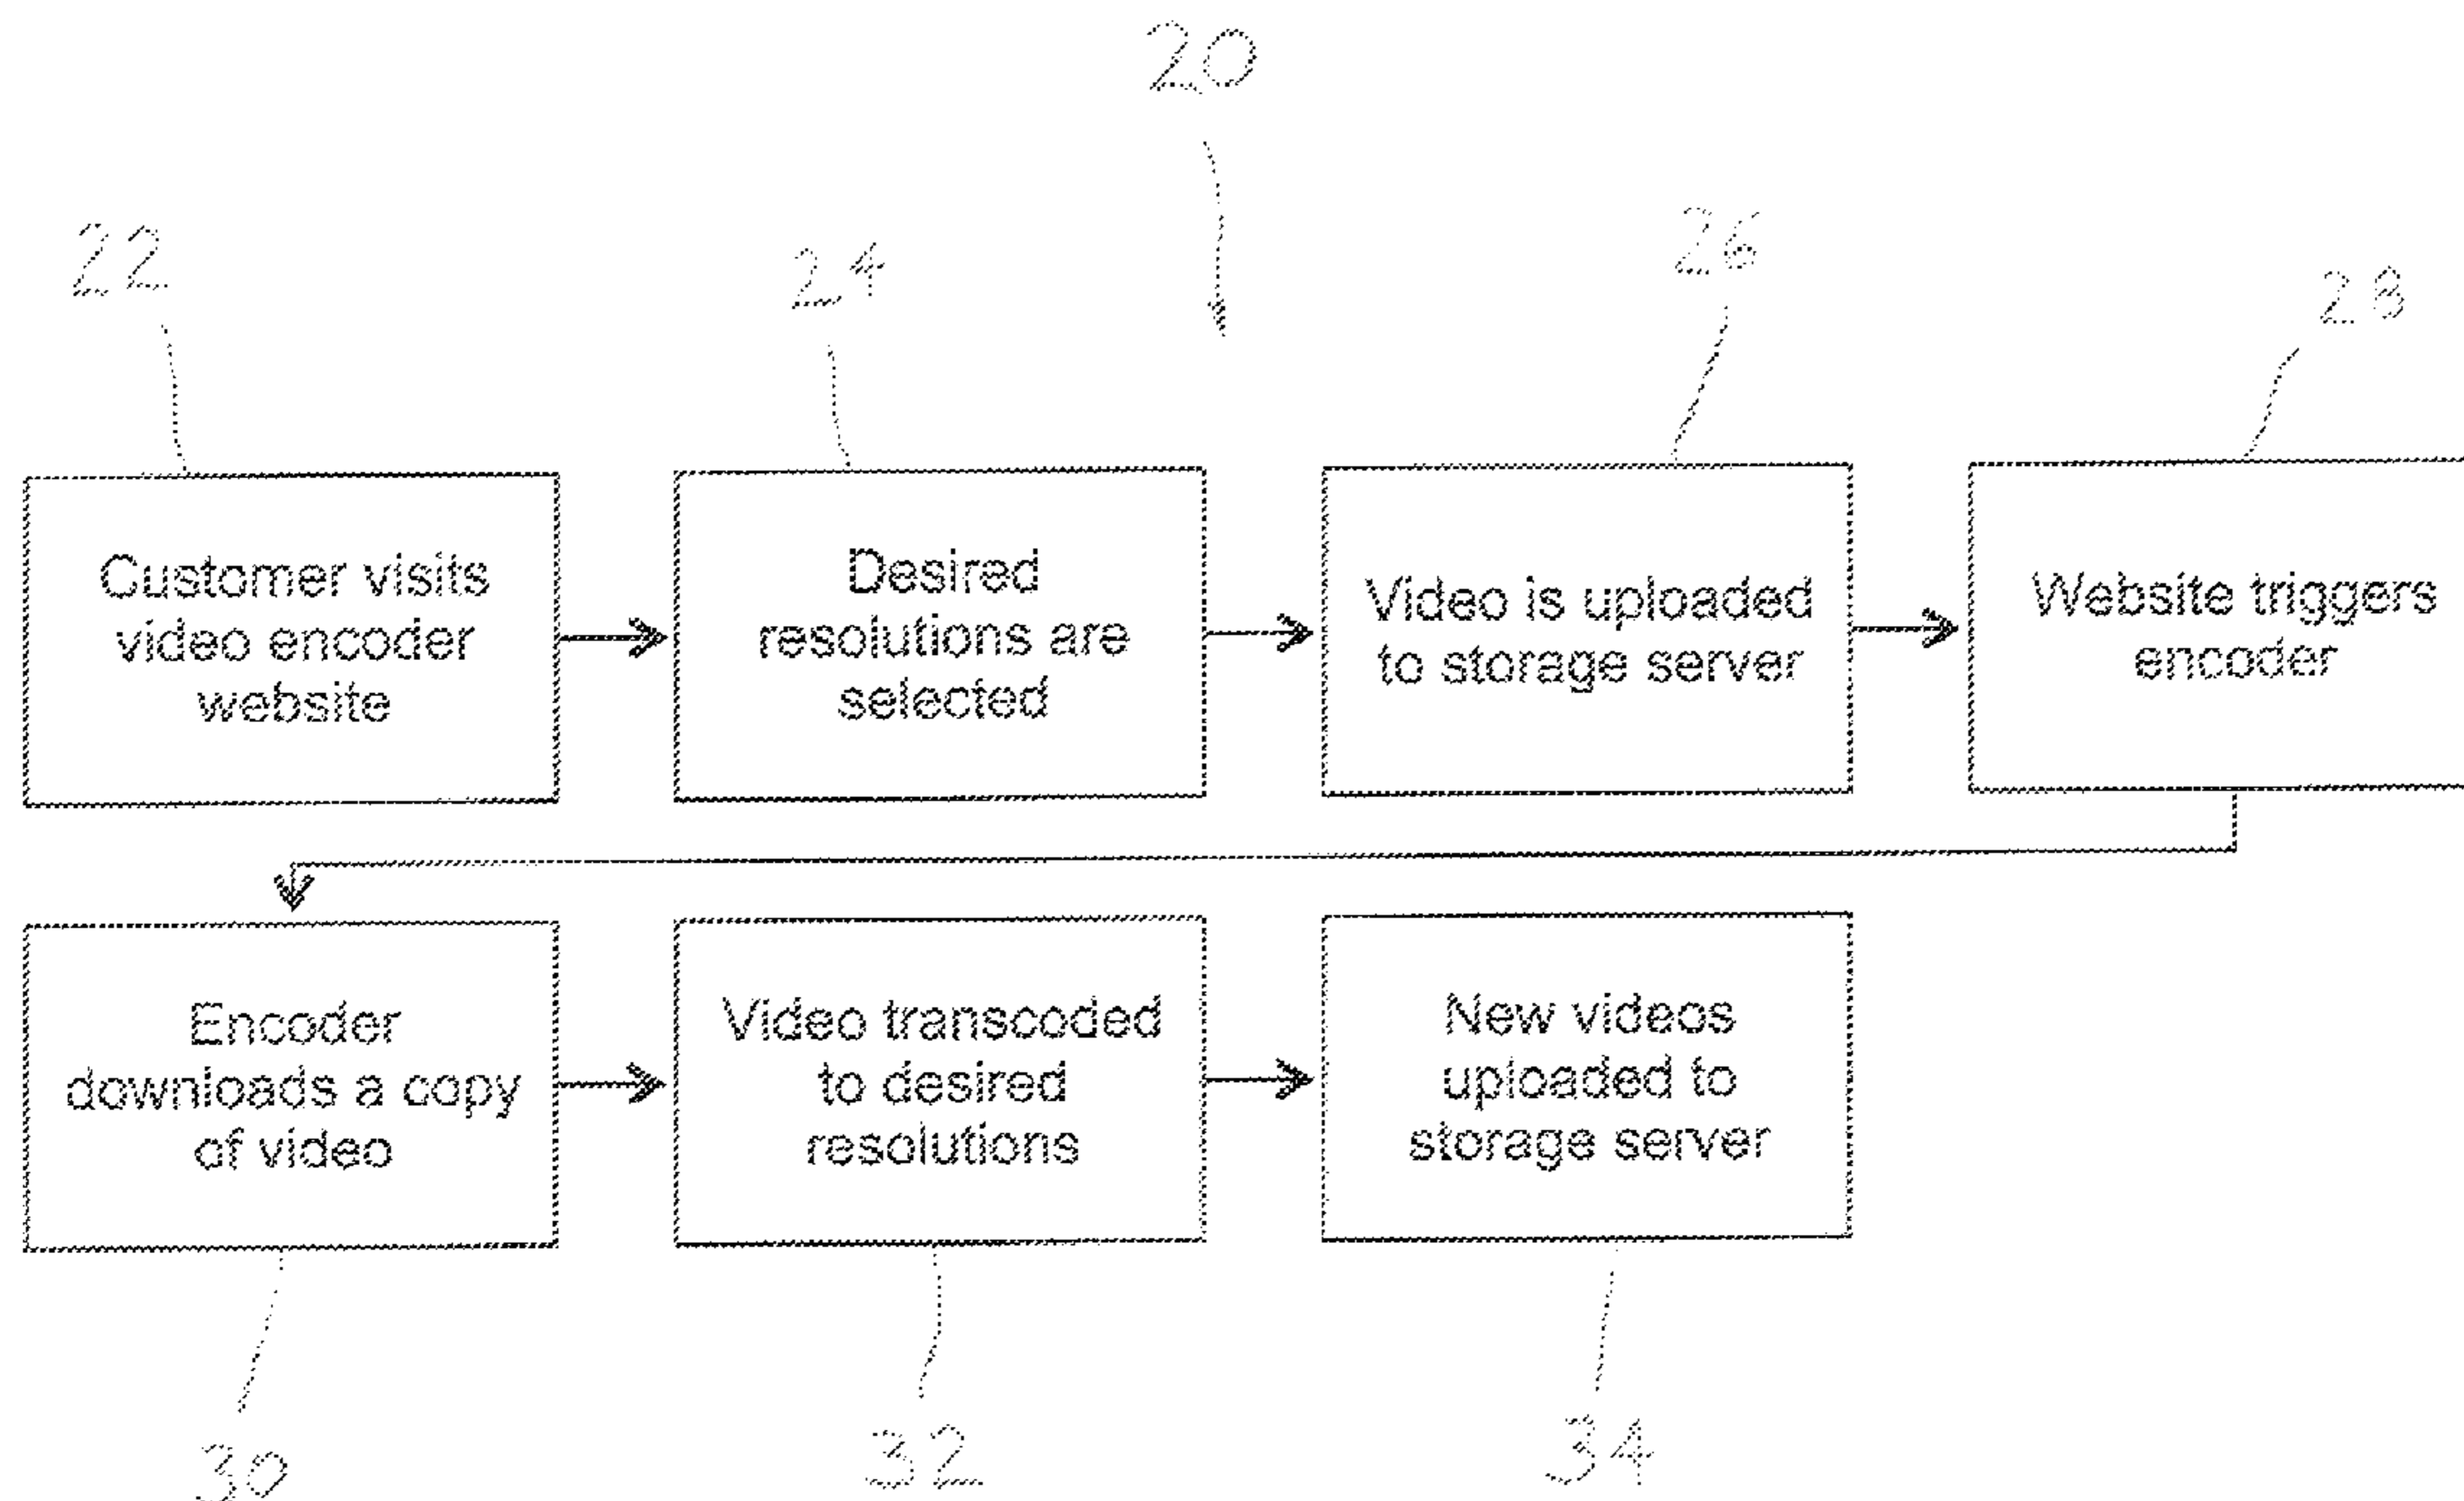 20
22
24
26
28
Customer visits
video encoder
website
Desired
resolutions are
selected
Video is uploaded
to storage server
Website triggers
encoder
Encoder
downloads a copy
of video
Video transcoded
to desired
resolutions
New videos
uploaded to
storage server
30
32
34